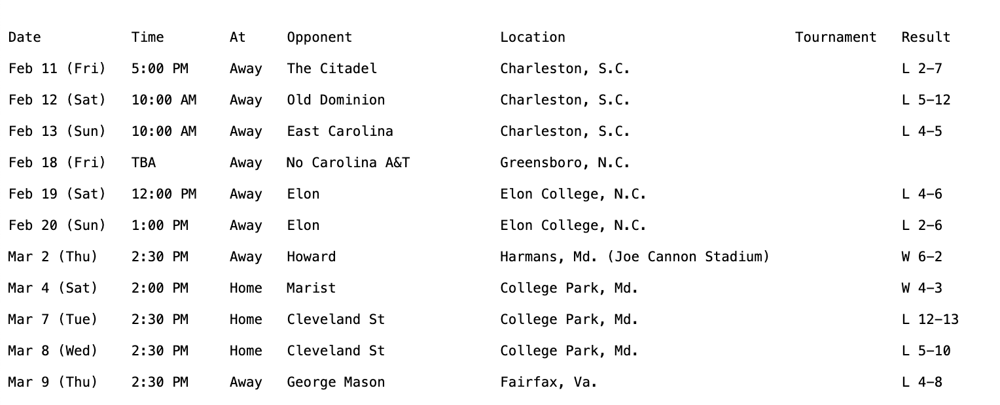 Date Time At Opponent Location Tournament Result
Feb 11 (Fri) 5:00 PM Away The Citadel Charleston, S.C. L 2-7
Feb 12 (Sat) 10:00 AM Away Old Dominion Charleston, S.C. L 5-12
Feb 13 (Sun) 10:00 AM Away East Carolina Charleston, S.C. L 4-5
Feb 18 (Fri) TBA Away No Carolina A&T Greensboro, N.C.
Feb 19 (Sat) 12:00 PM Away Elon Elon College, N.C. L 4-6
Feb 20 (Sun) 1:00 PM Away Elon Elon College, N.C. L 2-6
Mar 2 (Thu) 2:30 PM Away Howard Harmans, Md. (Joe Cannon Stadium) W 6-2
Mar 4 (Sat) 2:00 PM Home Marist College Park, Md. W 4-3
Mar 7 (Tue) 2:30 PM Home Cleveland St College Park, Md. L 12-13
Mar 8 (Wed) 2:30 PM Home Cleveland St College Park, Md. L 5-10
Mar 9 (Thu) 2:30 PM Away George Mason Fairfax, Va. L 4-8